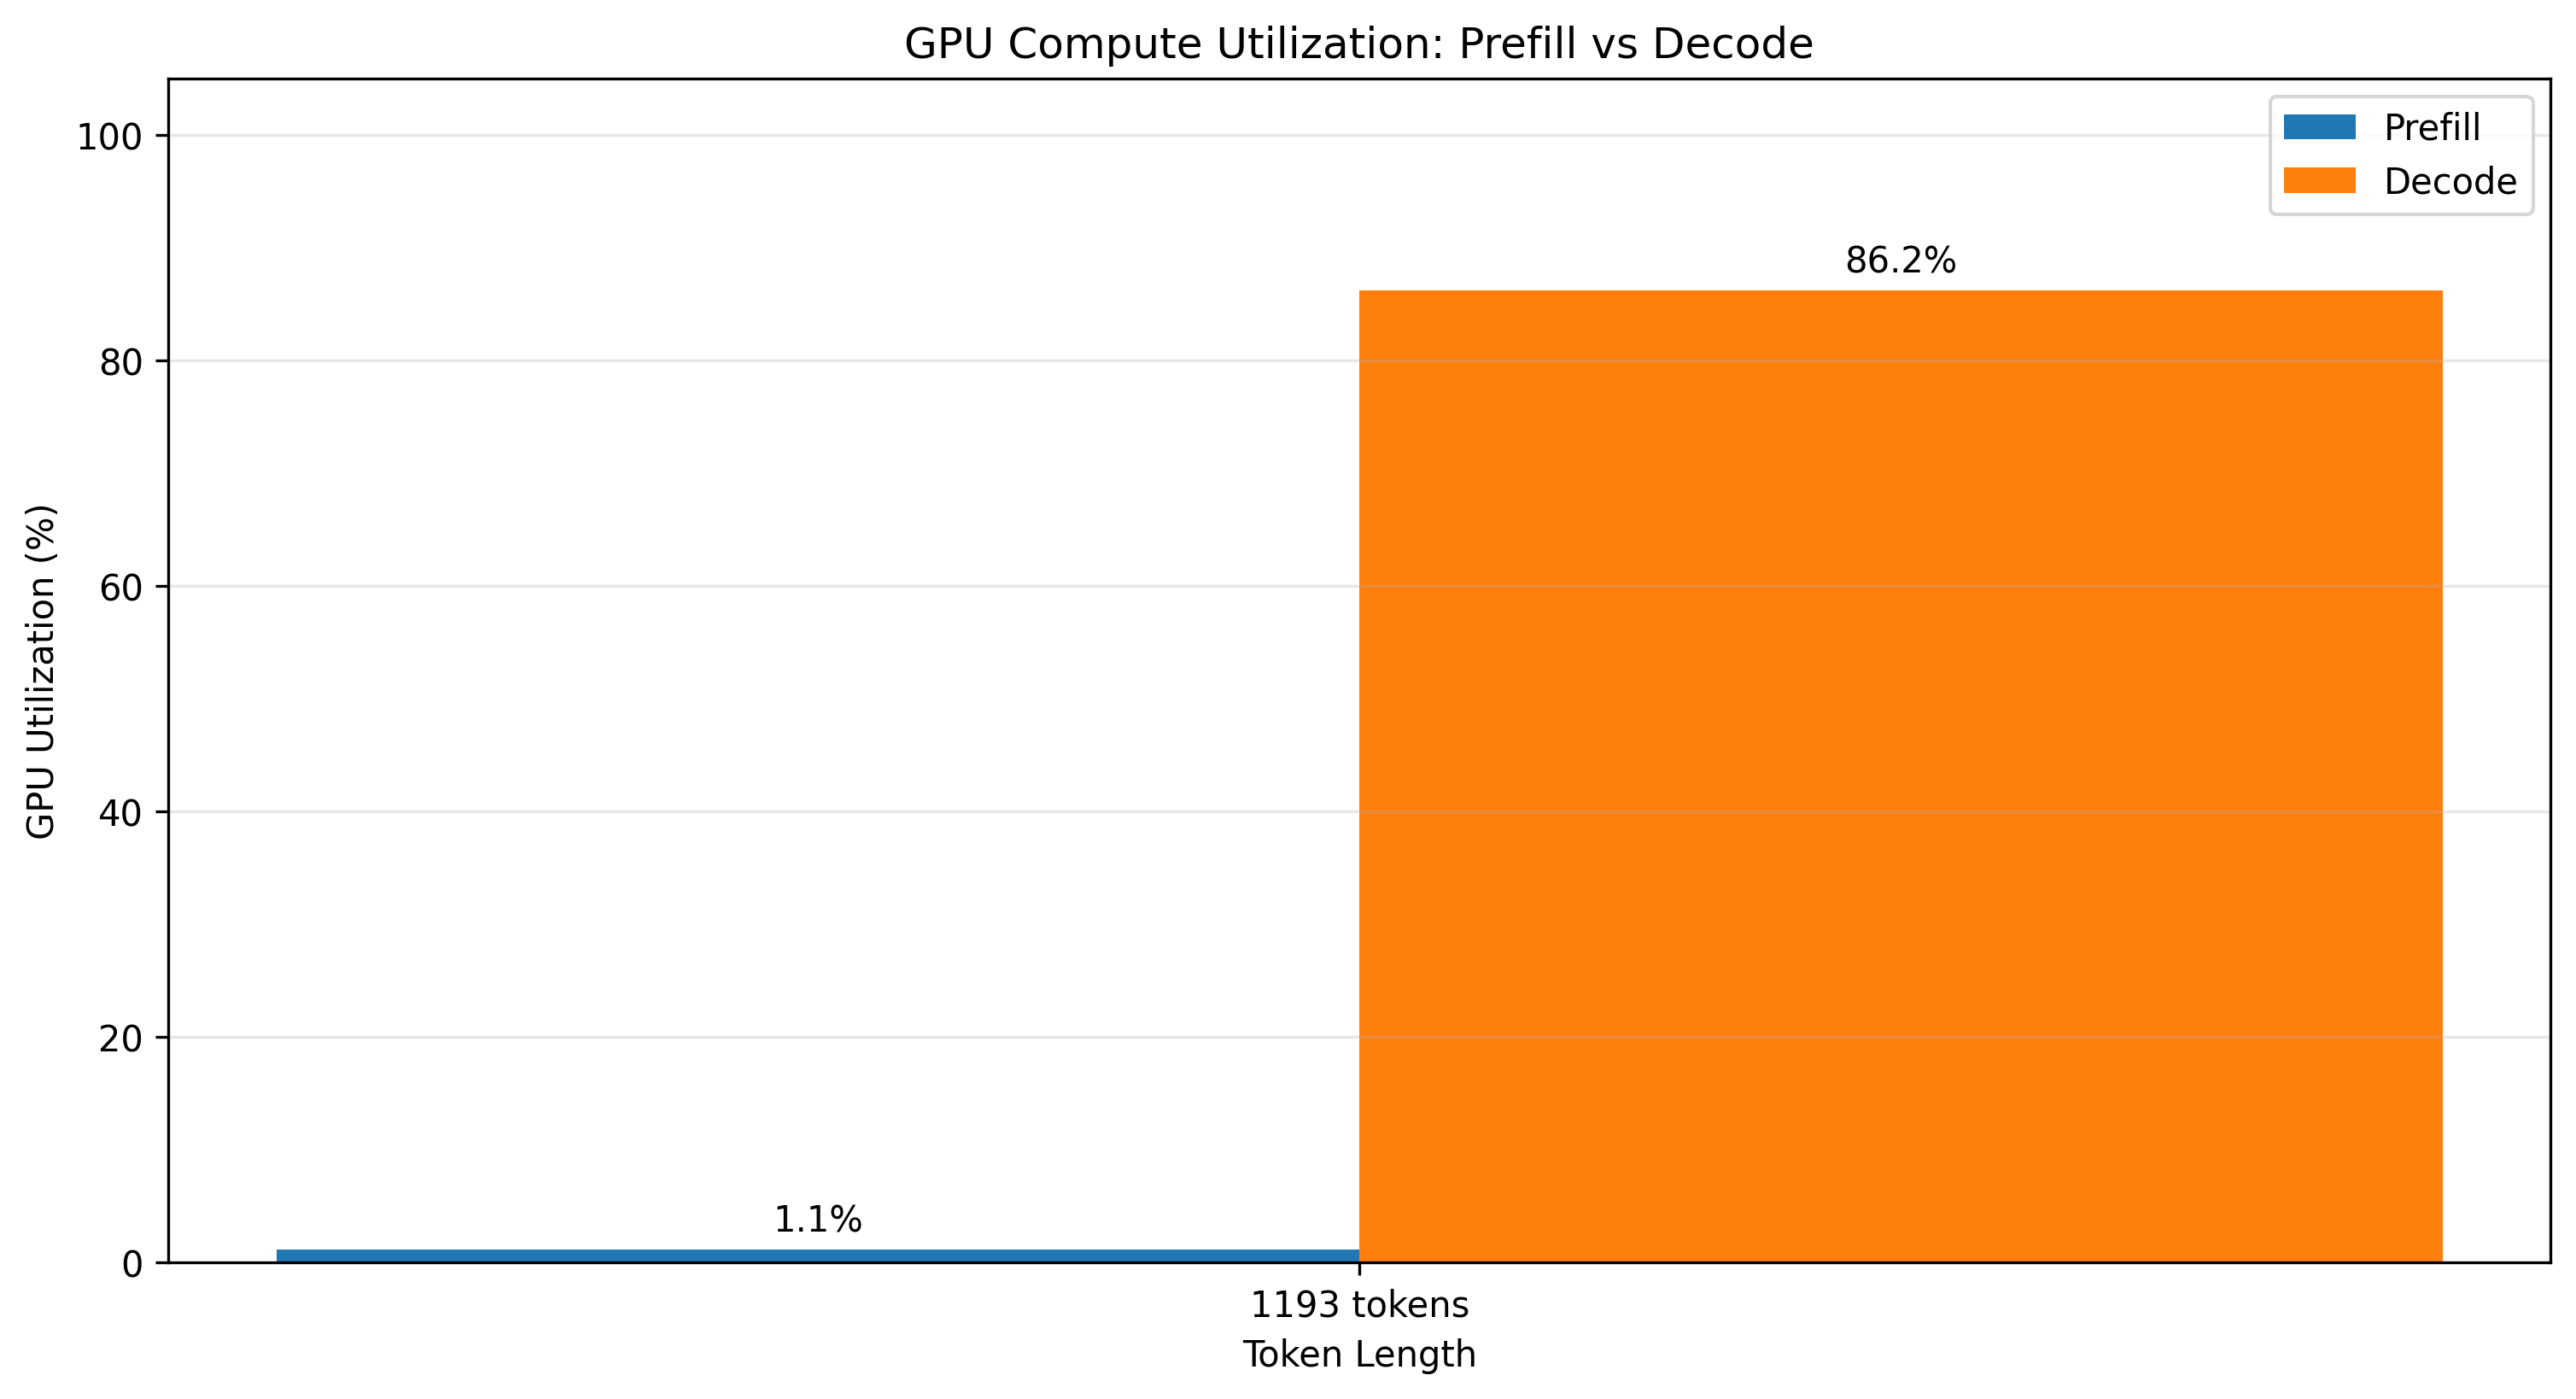 GPU Compute Utilization: Prefill vs Decode
Prefill
Decode
100
80
60
40
20
0
GPU Utilization (%)
86.2%
1.1%
1193 tokens
Token Length